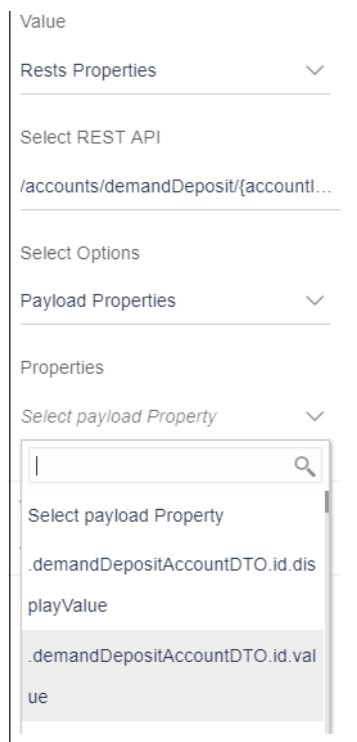 Value
Rests Properties
Select REST API
/accounts/demandDeposit/{accountI...
Select Options
Payload Properties
Properties
Select payload Property
Select payload Property
.demandDepositAccountDTO.id.dis
playValue
.demandDepositAccountDTO.id.val
ue